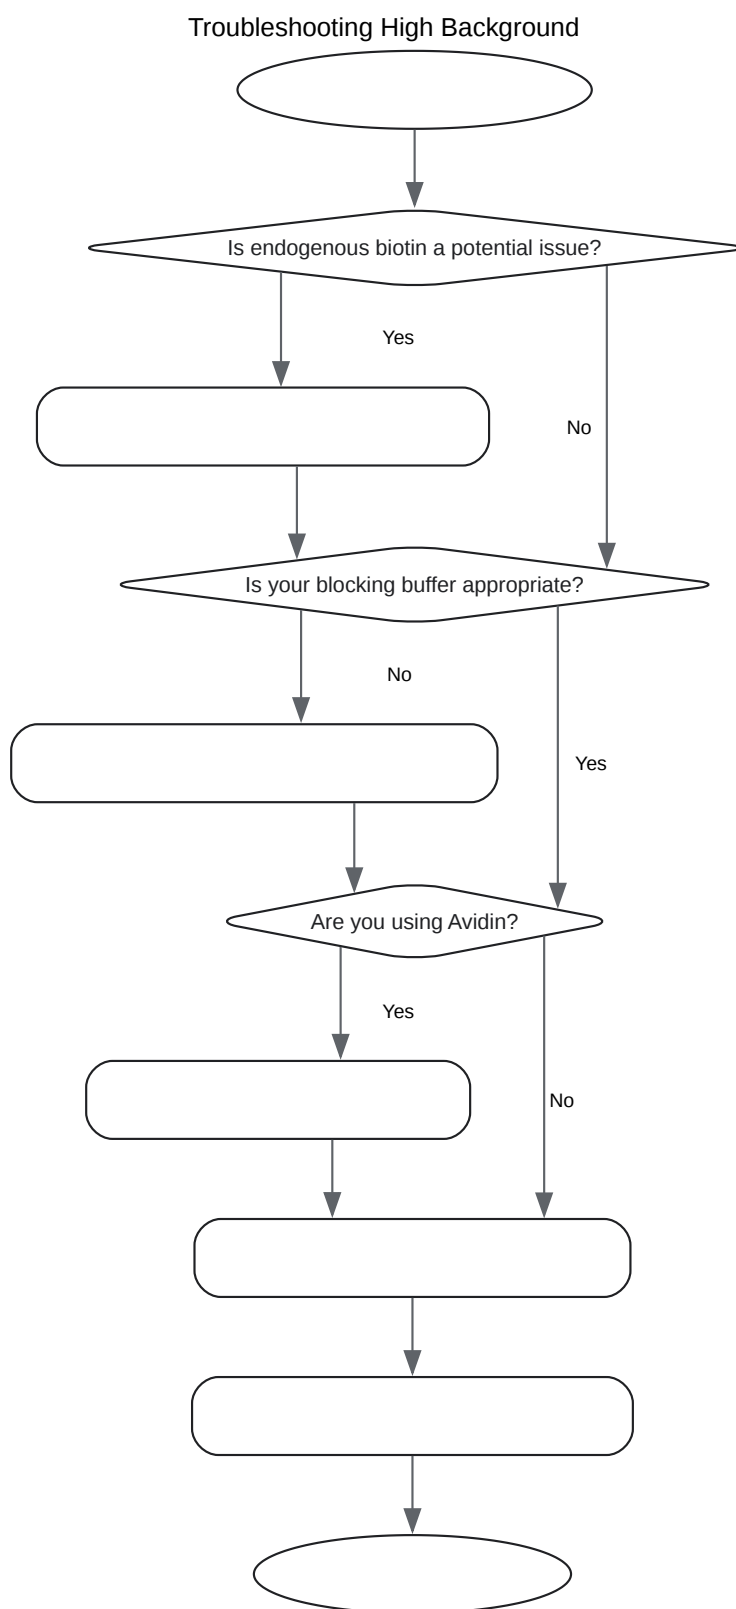 Troubleshooting High Background
Is endogenous biotin a potential issue?
Yes
No
Is your blocking buffer appropriate?
No
Yes
Are you using Avidin?
Yes
No